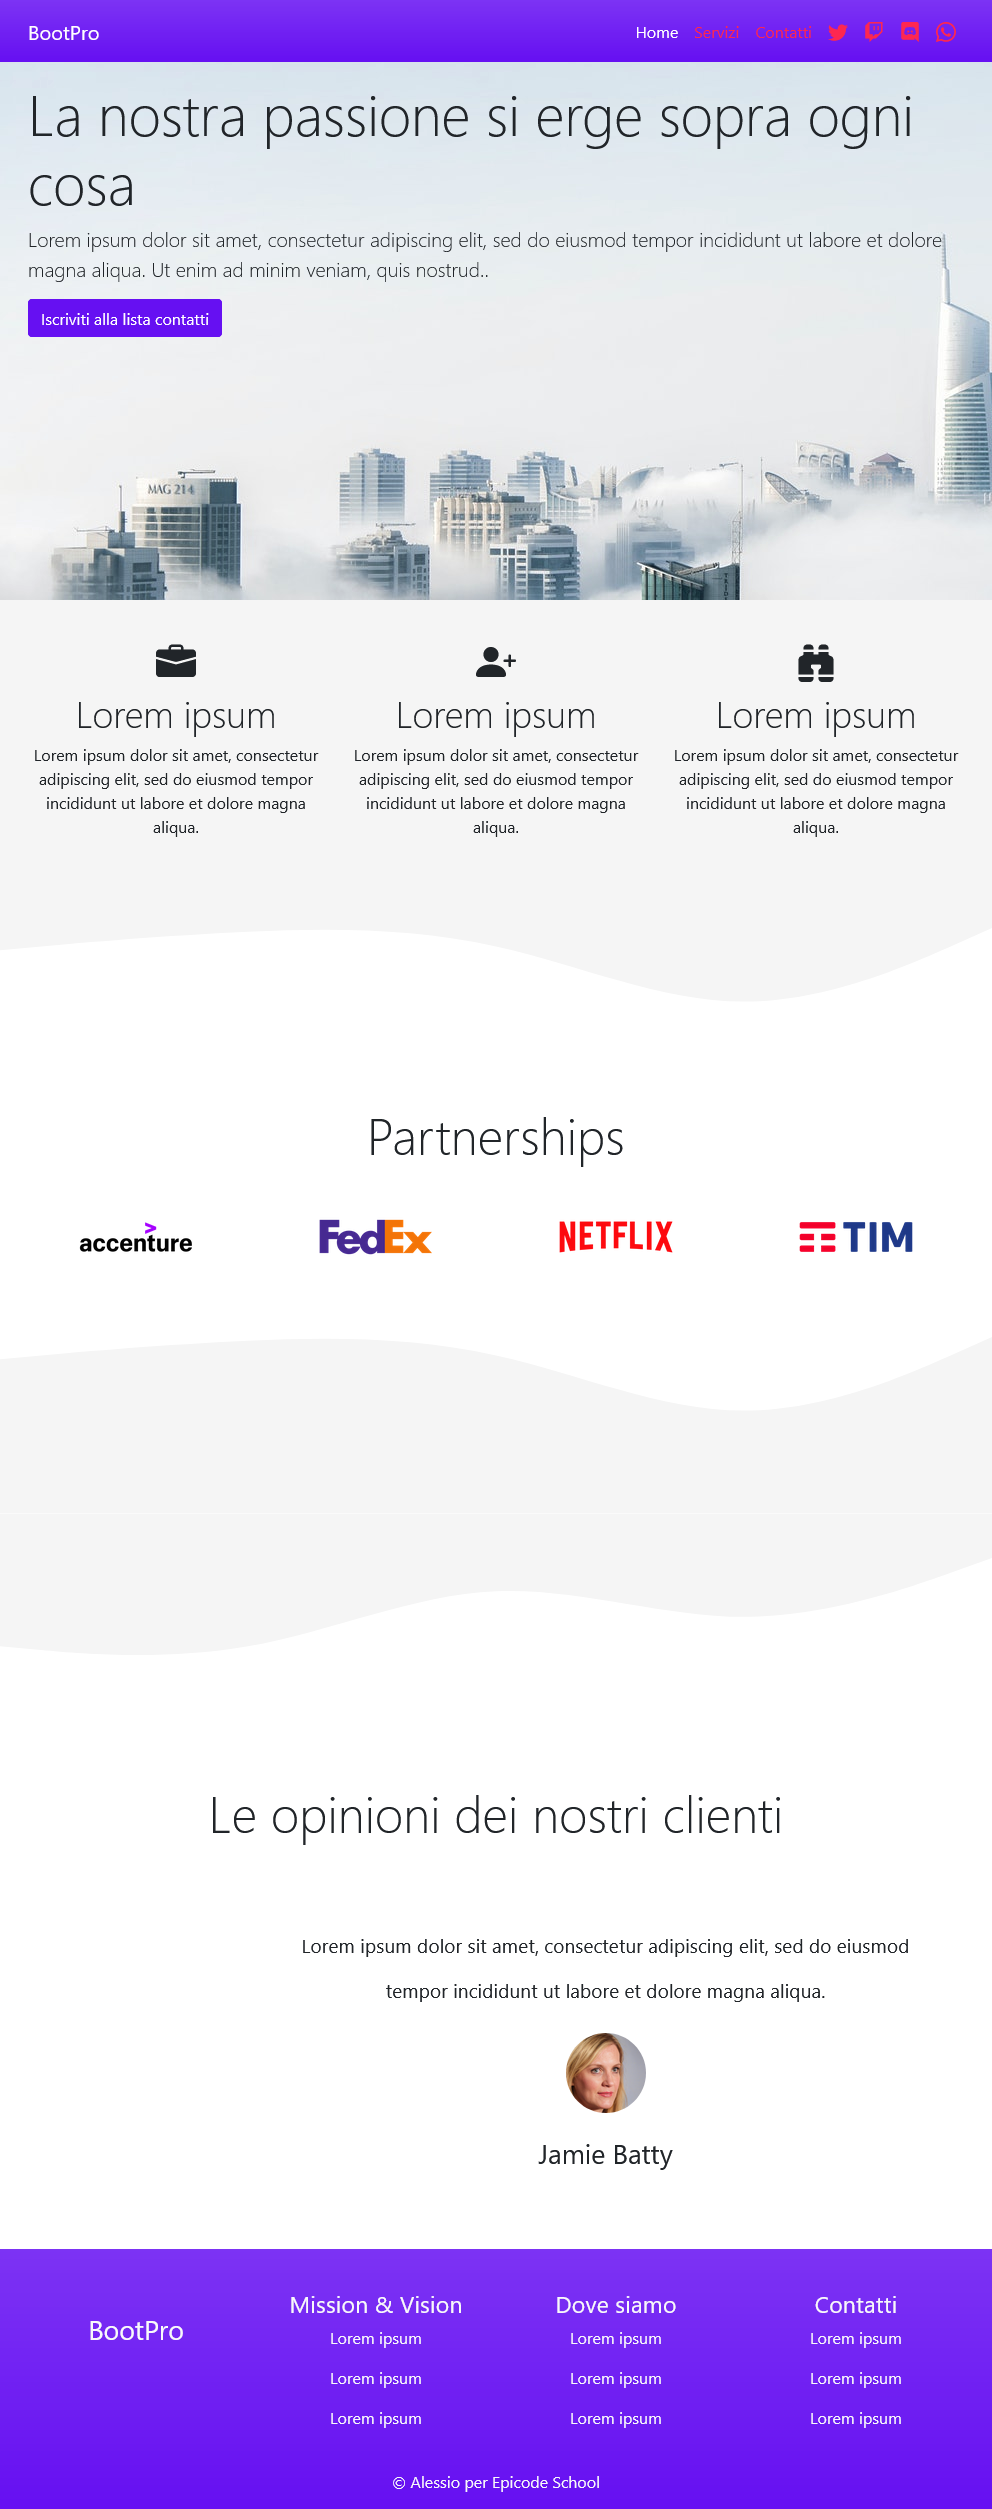 BootPro
Home Servizi Contatti
La nostra passione si erge sopra ogni
cosa
Lorem ipsum dolor sit amet, consectetur adipiscing elit, sed do eiusmod tempor incididunt ut labore et dolore
magna aliqua. Ut enim ad minim veniam, quis nostrud..
Iscriviti alla lista contatti
MAG 214
Lorem ipsum
Lorem ipsum dolor sit amet, consectetur
adipiscing elit, sed do eiusmod tempor
incididunt ut labore et dolore magna
aliqua.
Lorem ipsum
Lorem ipsum dolor sit amet, consectetur
adipiscing elit, sed do eiusmod tempor
incididunt ut labore et dolore magna
aliqua.
Lorem ipsum
Lorem ipsum dolor sit amet, consectetur
adipiscing elit, sed do eiusmod tempor
incididunt ut labore et dolore magna
aliqua.
Partnerships
accenture
FedEx
NETFLIX
TIM
Le opinioni dei nostri clienti
Lorem ipsum dolor sit amet, consectetur adipiscing elit, sed do eiusmod
tempor incididunt ut labore et dolore magna aliqua.
Jamie Batty
BootPro
Mission & Vision
Lorem ipsum
Lorem ipsum
Lorem ipsum
Dove siamo
Lorem ipsum
Lorem ipsum
Lorem ipsum
Contatti
Lorem ipsum
Lorem ipsum
Lorem ipsum
© Alessio per Epicode School